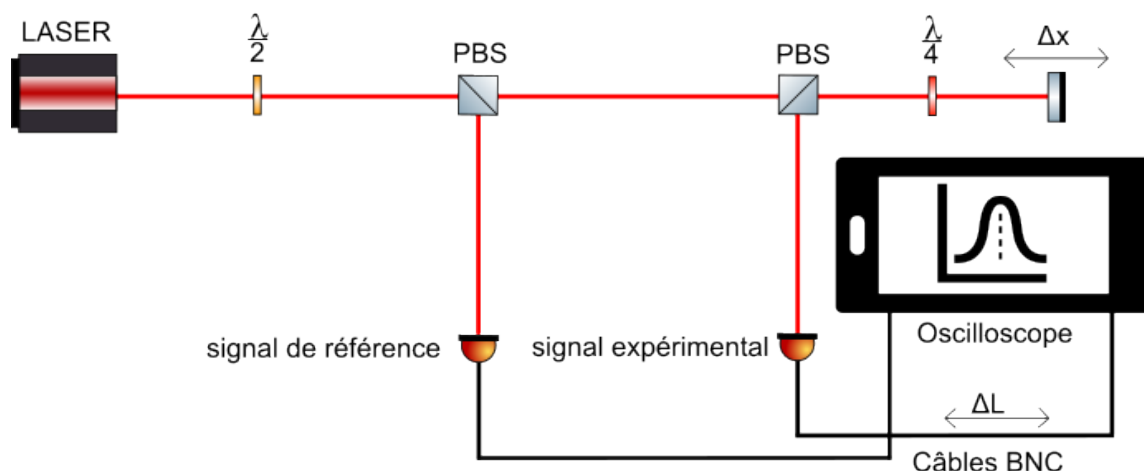 LASER
λ/2
PBS
PBS
λ/4
Δx
signal de référence
signal expérimental
Oscilloscope
ΔL
Câbles BNC